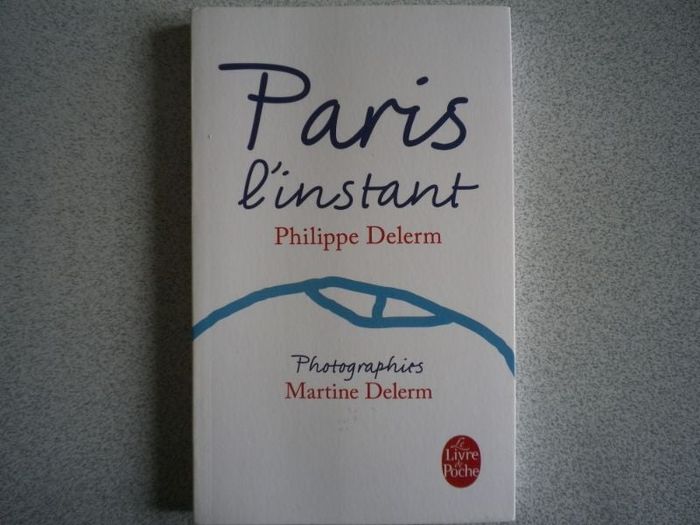 Paris
l'instant
Philippe Delerm
Photographies
Martine Delerm
Le
Livre
de
Poche